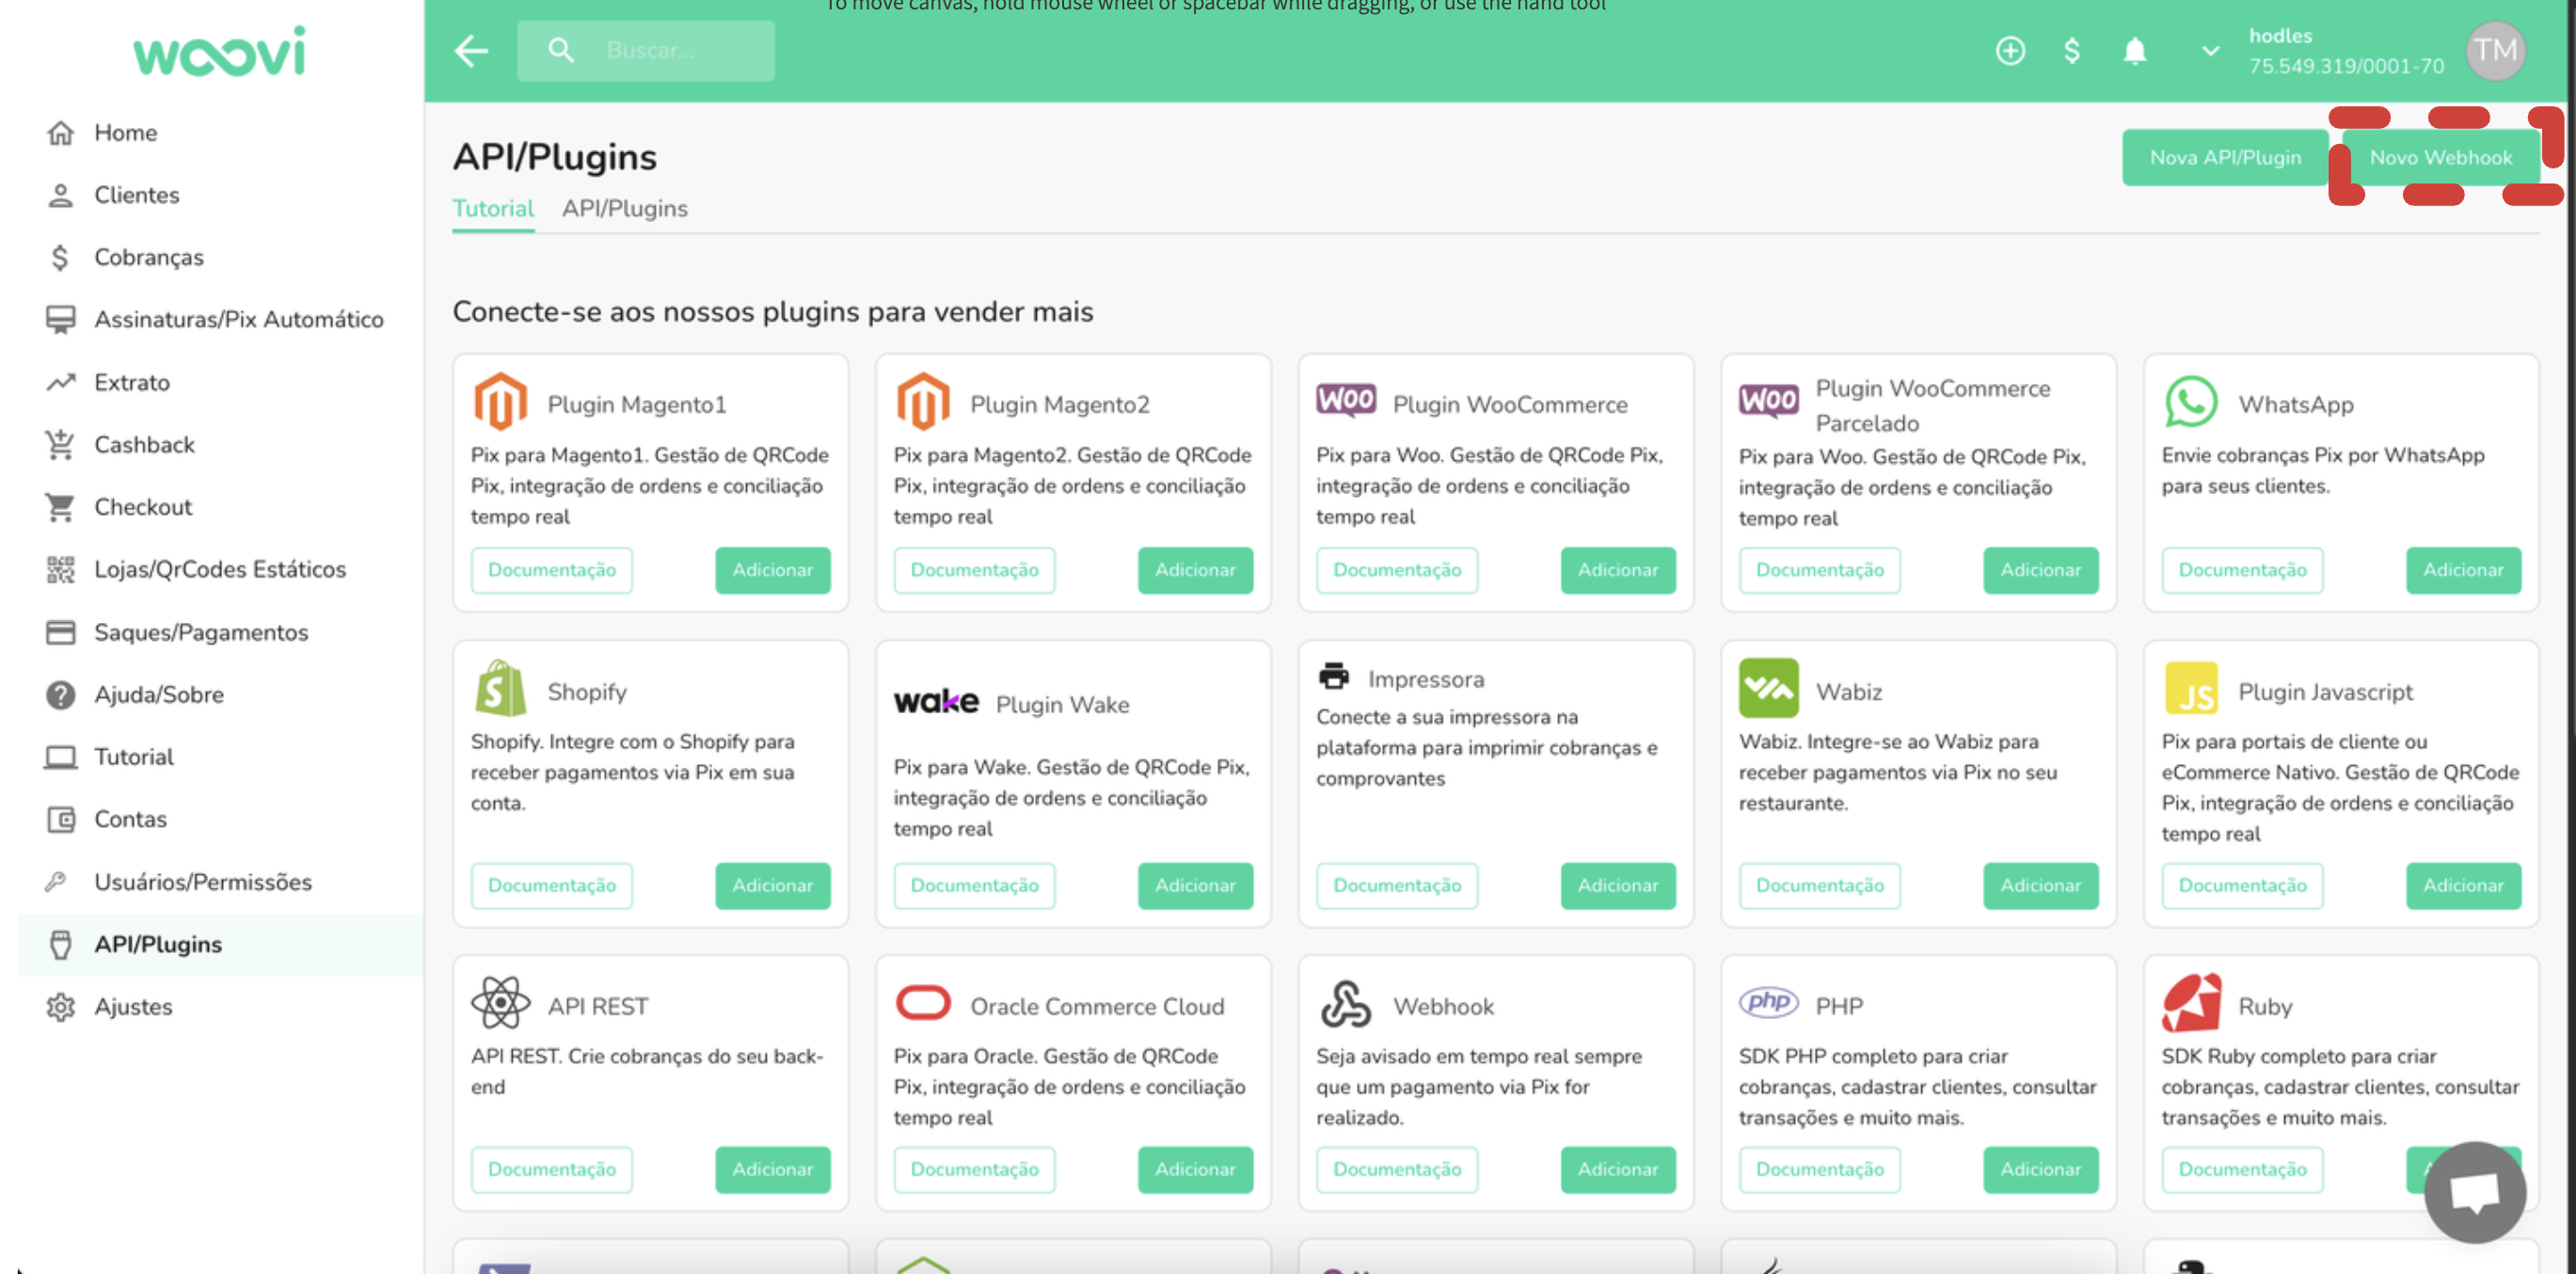 To move canvas, hold mouse wheel or spacebar while dragging, or use the hand tool
woovi
Buscar...
hodles
75.549.319/0001-70
TM
Home
Clientes
Cobranças
Assinaturas/Pix Automático
Extrato
Cashback
Checkout
Lojas/QrCodes Estáticos
Saques/Pagamentos
Ajuda/Sobre
Tutorial
Contas
Usuários/Permissões
API/Plugins
Ajustes
API/Plugins
Nova API/Plugin
Novo Webhook
Tutorial
API/Plugins
Conecte-se aos nossos plugins para vender mais
Plugin Magento1
Pix para Magento1. Gestão de QRCode
Pix, integração de ordens e conciliação
tempo real
Documentação
Adicionar
Plugin Magento2
Pix para Magento2. Gestão de QRCode
Pix, integração de ordens e conciliação
tempo real
Documentação
Adicionar
Woo
Plugin WooCommerce
Pix para Woo. Gestão de QRCode Pix,
integração de ordens e conciliação
tempo real
Documentação
Adicionar
Woo
Plugin WooCommerce
Parcelado
Pix para Woo. Gestão de QRCode Pix,
integração de ordens e conciliação
tempo real
Documentação
Adicionar
WhatsApp
Envie cobranças Pix por WhatsApp
para seus clientes.
Documentação
Adicionar
Shopify
Shopify. Integre com o Shopify para
receber pagamentos via Pix em sua
conta.
Documentação
Adicionar
wake
Plugin Wake
Pix para Wake. Gestão de QRCode Pix,
integração de ordens e conciliação
tempo real
Documentação
Adicionar
Impressora
Conecte a sua impressora na
plataforma para imprimir cobranças e
comprovantes
Documentação
Adicionar
Wabiz
Wabiz. Integre-se ao Wabiz para
receber pagamentos via Pix no seu
restaurante.
Documentação
Adicionar
JS
Plugin Javascript
Pix para portais de cliente ou
eCommerce Nativo. Gestão de QRCode
Pix, integração de ordens e conciliação
tempo real
Documentação
Adicionar
API REST
API REST. Crie cobranças do seu back-
end
Documentação
Adicionar
Oracle Commerce Cloud
Pix para Oracle. Gestão de QRCode
Pix, integração de ordens e conciliação
tempo real
Documentação
Adicionar
Webhook
Seja avisado em tempo real sempre
que um pagamento via Pix for
realizado.
Documentação
Adicionar
php
PHP
SDK PHP completo para criar
cobranças, cadastrar clientes, consultar
transações e muito mais.
Documentação
Adicionar
Ruby
SDK Ruby completo para criar
cobranças, cadastrar clientes, consultar
transações e muito mais.
Documentação